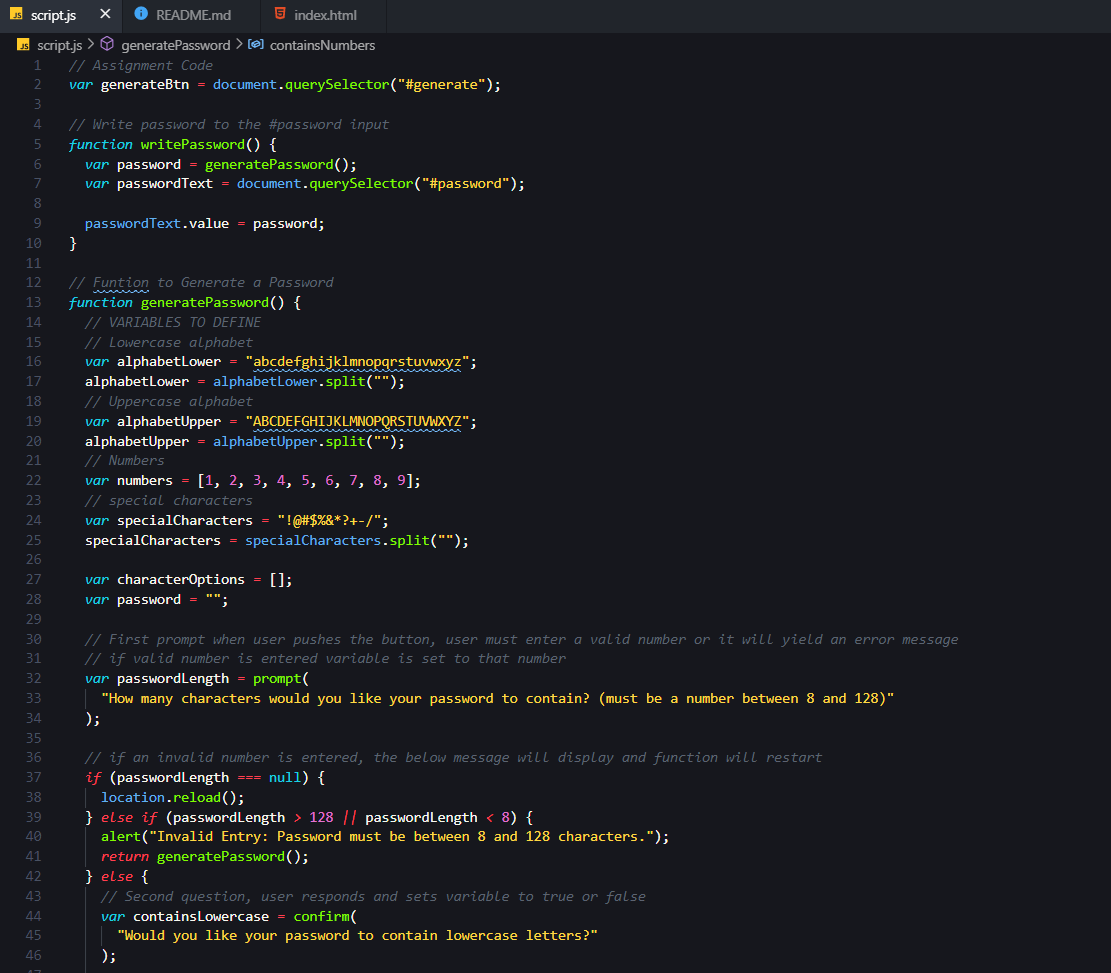 script.js × README.md index.html
script.js > generatePassword > containsNumbers
1 // Assignment Code
2 var generateBtn = document.querySelector("#generate");
3
4 // Write password to the #password input
5 function writePassword() {
6   var password = generatePassword();
7   var passwordText = document.querySelector("#password");
8
9   passwordText.value = password;
10 }
11
12 // Funtion to Generate a Password
13 function generatePassword() {
14   // VARIABLES TO DEFINE
15   // Lowercase alphabet
16   var alphabetLower = "abcdefghijklmnopqrstuvwxyz";
17   alphabetLower = alphabetLower.split("");
18   // Uppercase alphabet
19   var alphabetUpper = "ABCDEFGHIJKLMNOPQRSTUVWXYZ";
20   alphabetUpper = alphabetUpper.split("");
21   // Numbers
22   var numbers = [1, 2, 3, 4, 5, 6, 7, 8, 9];
23   // special characters
24   var specialCharacters = "!@#$%&*?+-/";
25   specialCharacters = specialCharacters.split("");
26
27   var characterOptions = [];
28   var password = "";
29
30   // First prompt when user pushes the button, user must enter a valid number or it will yield an error message
31   // if valid number is entered variable is set to that number
32   var passwordLength = prompt(
33     "How many characters would you like your password to contain? (must be a number between 8 and 128)"
34   );
35
36   // if an invalid number is entered, the below message will display and function will restart
37   if (passwordLength === null) {
38     location.reload();
39   } else if (passwordLength > 128 || passwordLength < 8) {
40     alert("Invalid Entry: Password must be between 8 and 128 characters.");
41     return generatePassword();
42   } else {
43     // Second question, user responds and sets variable to true or false
44     var containsLowercase = confirm(
45       "Would you like your password to contain lowercase letters?"
46     );